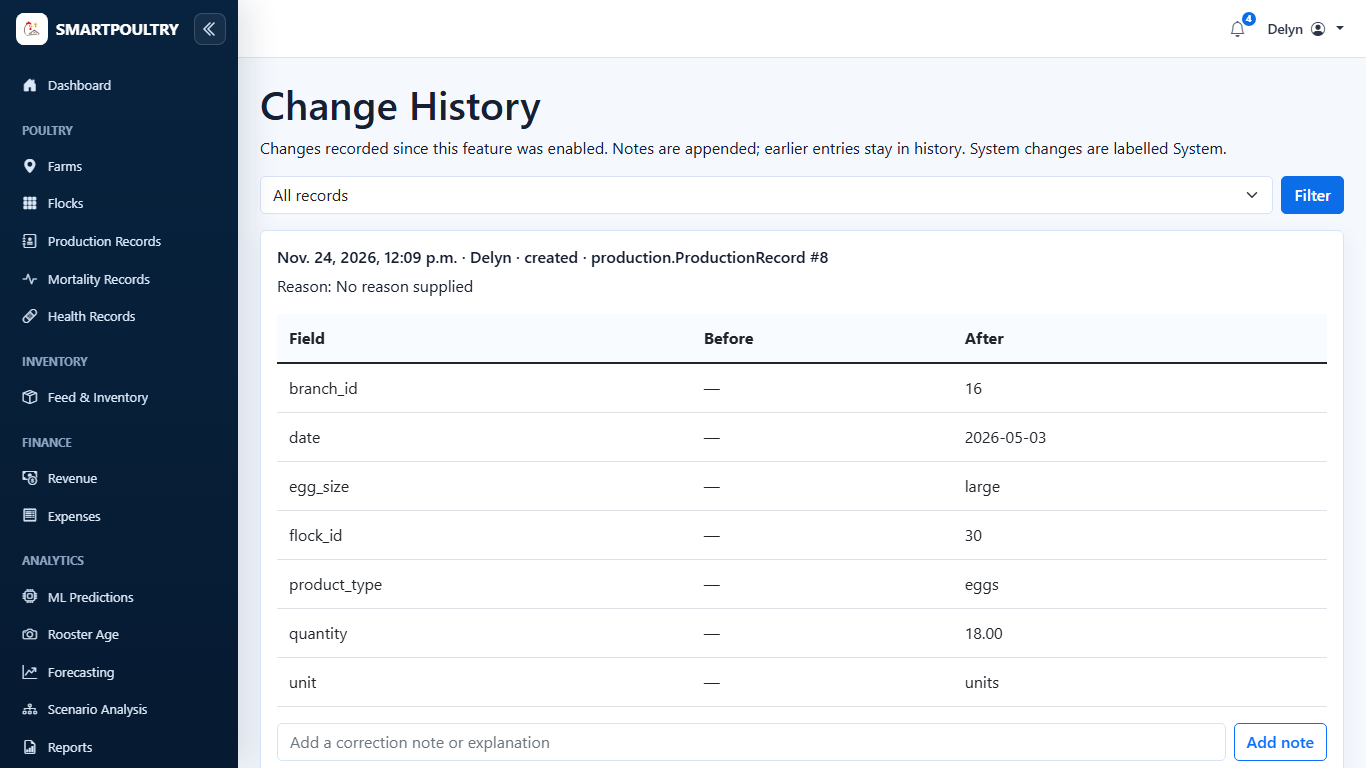 SMARTPOULTRY
Dashboard
POULTRY
Farms
Flocks
Production Records
Mortality Records
Health Records
INVENTORY
Feed & Inventory
FINANCE
Revenue
Expenses
ANALYTICS
ML Predictions
Rooster Age
Forecasting
Scenario Analysis
Reports
4
Delyn
Change History
Changes recorded since this feature was enabled. Notes are appended; earlier entries stay in history. System changes are labelled System.
All records Filter
Nov. 24, 2026, 12:09 p.m. · Delyn · created · production.ProductionRecord #8
Reason: No reason supplied
Field Before After
branch_id — 16
date — 2026-05-03
egg_size — large
flock_id — 30
product_type — eggs
quantity — 18.00
unit — units
Add a correction note or explanation Add note